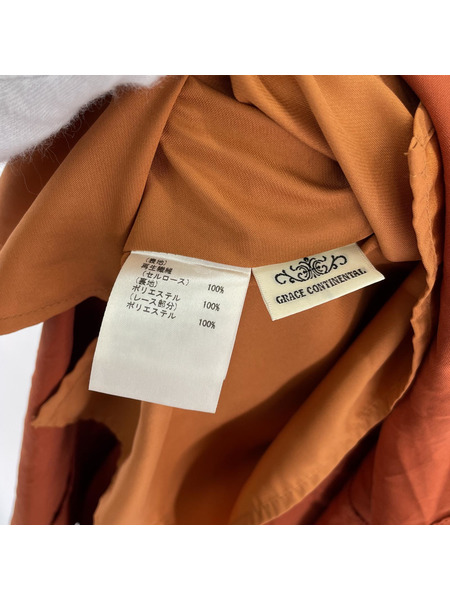 (表地)
再生繊維
(セルロース) 100%
(裏地)
ポリエステル 100%
(レース部分)
ポリエステル 100%
GRACE CONTINENTAL